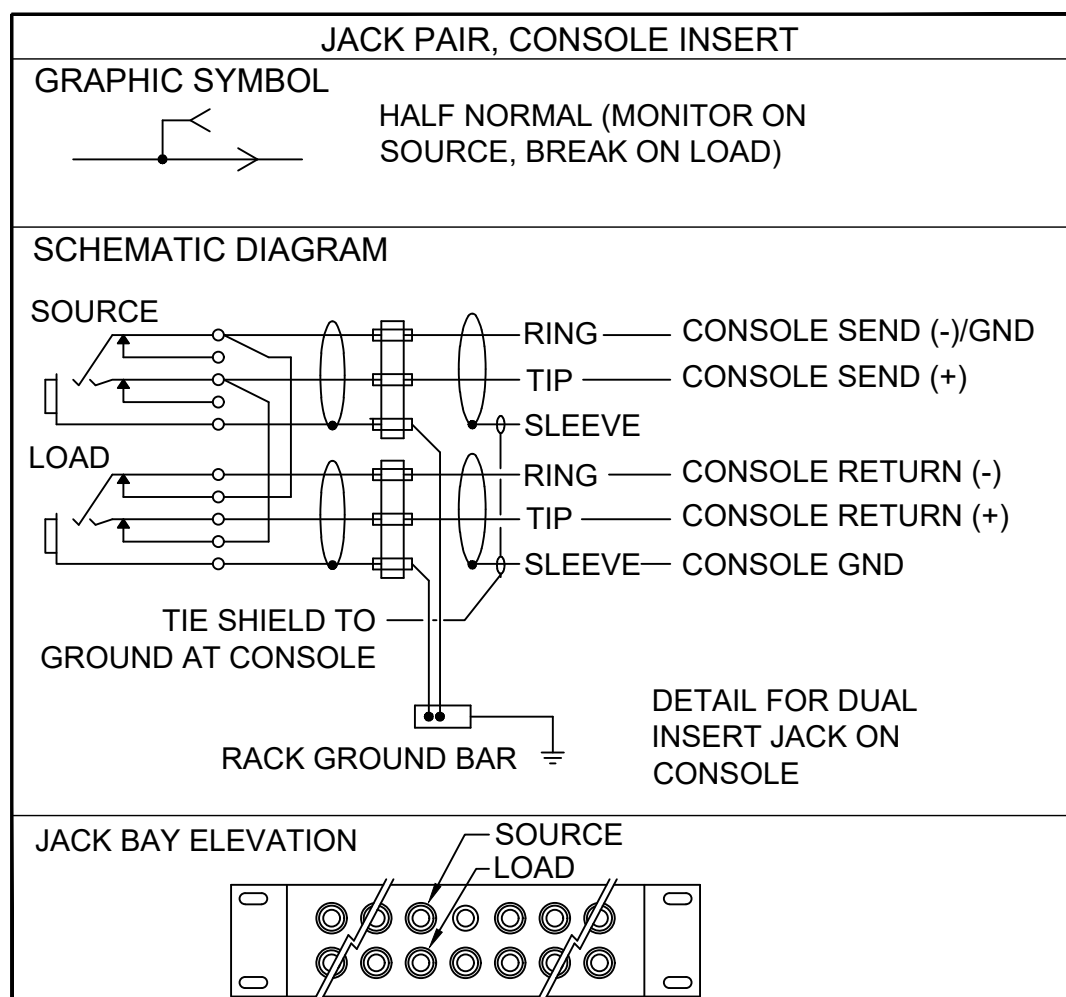 JACK PAIR, CONSOLE INSERT
GRAPHIC SYMBOL
HALF NORMAL (MONITOR ON
SOURCE, BREAK ON LOAD)
SCHEMATIC DIAGRAM
SOURCE
RING CONSOLE SEND (-)/GND
TIP CONSOLE SEND (+)
SLEEVE
LOAD
RING CONSOLE RETURN (-)
TIP CONSOLE RETURN (+)
SLEEVE CONSOLE GND
TIE SHIELD TO
GROUND AT CONSOLE
RACK GROUND BAR
DETAIL FOR DUAL
INSERT JACK ON
CONSOLE
JACK BAY ELEVATION
SOURCE
LOAD